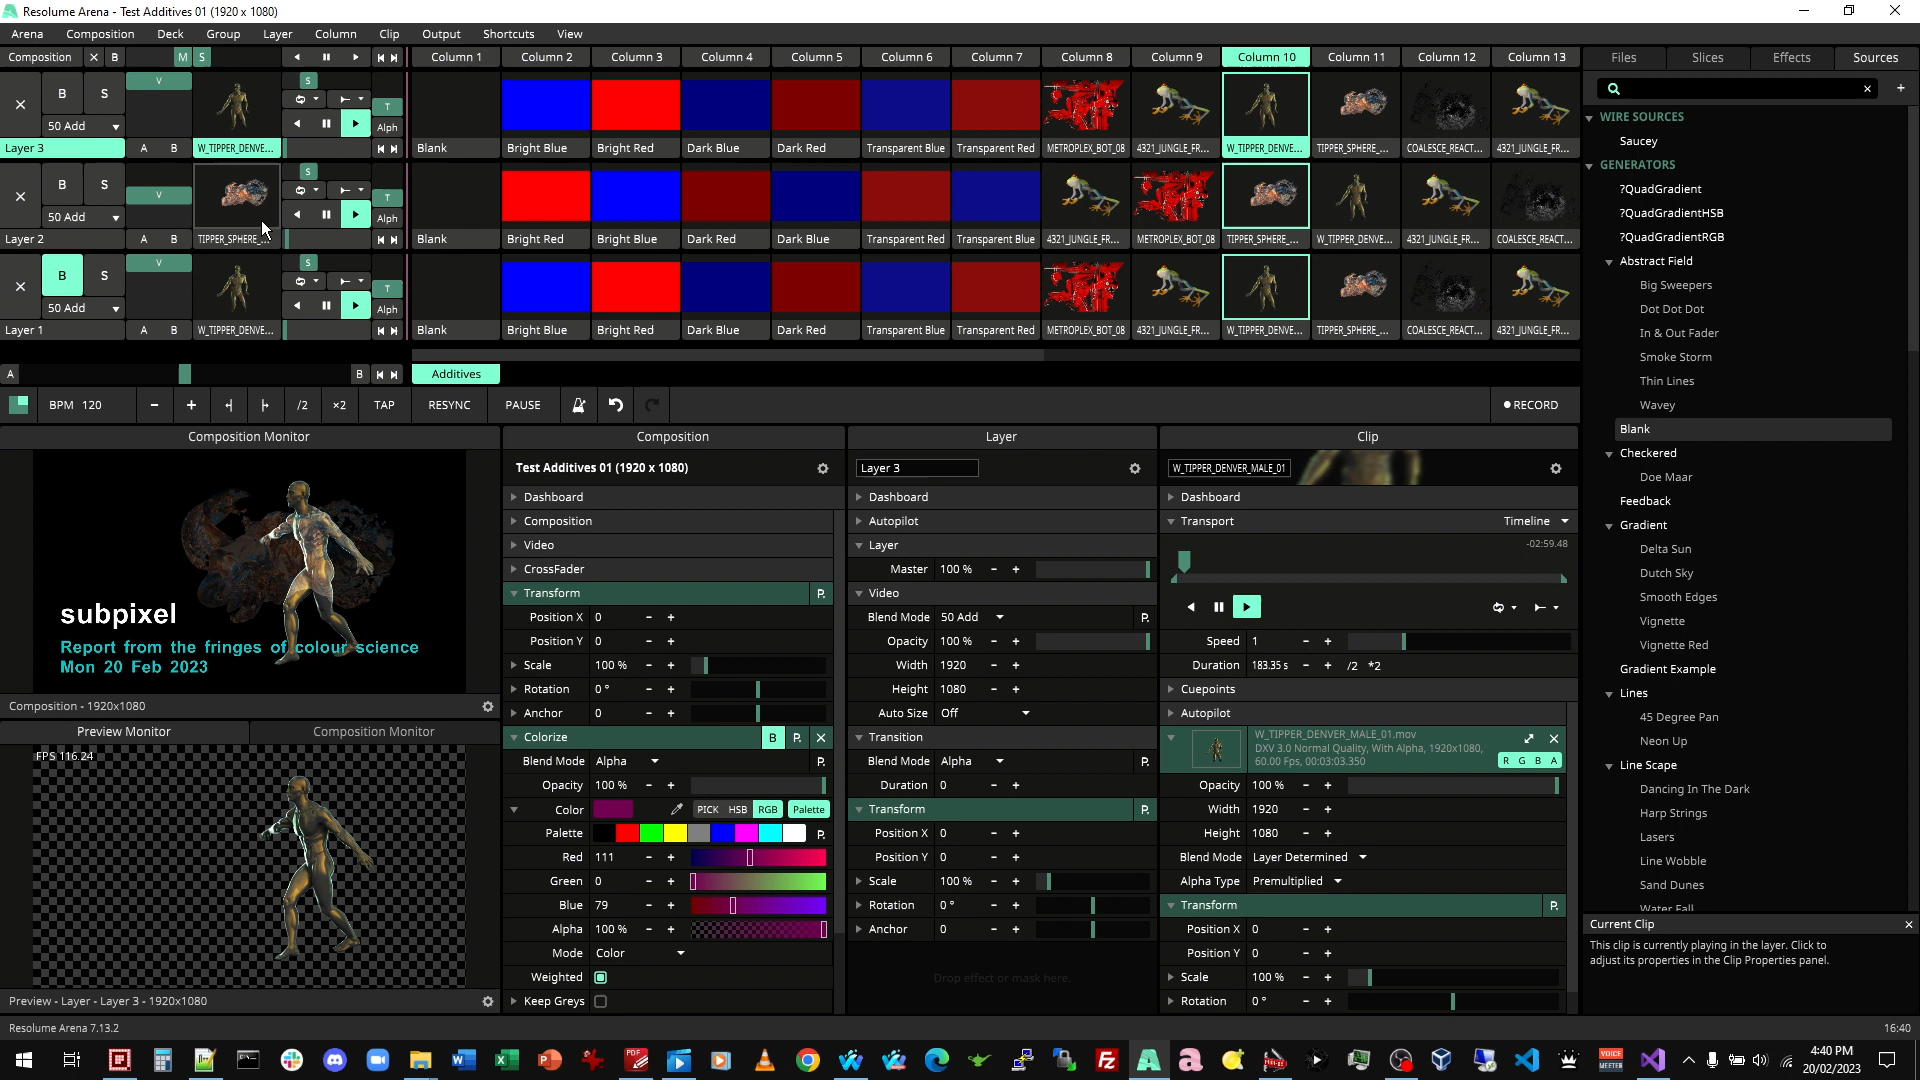 Resolume Arena - Test Additives 01 (1920 x 1080)
Arena Composition Deck Group Layer Column Clip Output Shortcuts View
Composition B M S Column 1 Column 2 Column 3 Column 4 Column 5 Column 6 Column 7 Column 8 Column 9 Column 10 Column 11 Column 12 Column 13 Files Slices Effects Sources
B S V S
50 Add T Alph
Layer 3 A B W_TIPPER_DENVE... Blank Bright Blue Bright Red Dark Blue Dark Red Transparent Blue Transparent Red METROPLEX_BOT_08 4321_JUNGLE_FR... W_TIPPER_DENVE... TIPPER_SPHERE_... COALESCE_REACT... 4321_JUNGLE_FR...
B S V S
50 Add T Alph
Layer 2 A B TIPPER_SPHERE_... Blank Bright Red Bright Blue Dark Red Dark Blue Transparent Red Transparent Blue 4321_JUNGLE_FR... METROPLEX_BOT_08 TIPPER_SPHERE_... W_TIPPER_DENVE... 4321_JUNGLE_FR... COALESCE_REACT...
B S V S
50 Add T Alph
Layer 1 A B W_TIPPER_DENVE... Blank Bright Blue Bright Red Dark Blue Dark Red Transparent Blue Transparent Red METROPLEX_BOT_08 4321_JUNGLE_FR... W_TIPPER_DENVE... TIPPER_SPHERE_... COALESCE_REACT... 4321_JUNGLE_FR...
A B Additives
BPM 120 - + /2 ×2 TAP RESYNC PAUSE RECORD
Composition Monitor
subpixel
Report from the fringes of colour science
Mon 20 Feb 2023
Composition - 1920x1080
Preview Monitor Composition Monitor
FPS 116.24
Preview - Layer - Layer 3 - 1920x1080
Composition
Test Additives 01 (1920 x 1080)
Dashboard
Composition
Video
CrossFader
Transform P.
Position X 0 - +
Position Y 0 - +
Scale 100 % - +
Rotation 0 ° - +
Anchor 0 - +
Colorize B P. X
Blend Mode Alpha P.
Opacity 100 % - +
Color PICK HSB RGB Palette
Palette P.
Red 111 - +
Green 0 - +
Blue 79 - +
Alpha 100 % - +
Mode Color
Weighted
Keep Greys
Layer
Layer 3
Dashboard
Autopilot
Layer
Master 100 % - +
Video
Blend Mode 50 Add P.
Opacity 100 % - +
Width 1920 - +
Height 1080 - +
Auto Size Off
Transition
Blend Mode Alpha P.
Duration 0 - +
Transform P.
Position X 0 - +
Position Y 0 - +
Scale 100 % - +
Rotation 0 ° - +
Anchor 0 - +
Drop effect or mask here.
Clip
W_TIPPER_DENVER_MALE_01
Dashboard
Transport Timeline
-02:59.48
Speed 1 - +
Duration 183.35 s - + /2 *2
Cuepoints
Autopilot
W_TIPPER_DENVER_MALE_01.mov
DXV 3.0 Normal Quality, With Alpha, 1920x1080,
60.00 Fps, 00:03:03.350 R G B A
Opacity 100 % - +
Width 1920 - +
Height 1080 - +
Blend Mode Layer Determined
Alpha Type Premultiplied
Transform P.
Position X 0 - +
Position Y 0 - +
Scale 100 % - +
Rotation 0 ° - +
WIRE SOURCES
Saucey
GENERATORS
?QuadGradient
?QuadGradientHSB
?QuadGradientRGB
Abstract Field
Big Sweepers
Dot Dot Dot
In & Out Fader
Smoke Storm
Thin Lines
Wavey
Blank
Checkered
Doe Maar
Feedback
Gradient
Delta Sun
Dutch Sky
Smooth Edges
Vignette
Vignette Red
Gradient Example
Lines
45 Degree Pan
Neon Up
Line Scape
Dancing In The Dark
Harp Strings
Lasers
Line Wobble
Sand Dunes
Water Fall
Current Clip
This clip is currently playing in the layer. Click to
adjust its properties in the Clip Properties panel.
Resolume Arena 7.13.2 16:40
PDF VOICE MEETER 4:40 PM
20/02/2023